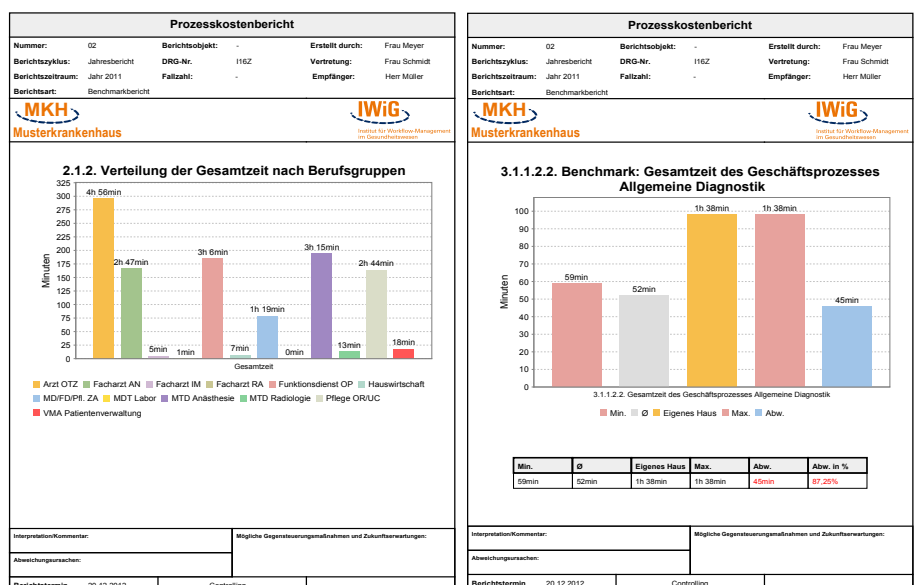 Prozesskostenbericht
Nummer: 02 Berichtsobjekt: - Erstellt durch: Frau Meyer
Berichtszyklus: Jahresbericht DRG-Nr. I16Z Vertretung: Frau Schmidt
Berichtszeitraum: Jahr 2011 Fallzahl: - Empfänger: Herr Müller
Berichtsart: Benchmarkbericht
MKH IWiG
Musterkrankenhaus Institut für Workflow-Management
im Gesundheitswesen
2.1.2. Verteilung der Gesamtzeit nach Berufsgruppen
Minuten
325
300
275
250
225
200
175
150
125
100
75
50
25
0
4h 56min
2h 47min
5min
1min
3h 6min
7min
1h 19min
0min
3h 15min
13min
2h 44min
18min
Gesamtzeit
Arzt OTZ Facharzt AN Facharzt IM Facharzt RA Funktionsdienst OP Hauswirtschaft
MD/FD/Pfl. ZA MDT Labor MTD Anästhesie MTD Radiologie Pflege OR/UC
VMA Patientenverwaltung
Interpretation/Kommentar: Mögliche Gegensteuerungsmaßnahmen und Zukunftserwartungen:
Abweichungsursachen:
Berichtstermin 20.12.2012 Controlling
Prozesskostenbericht
Nummer: 02 Berichtsobjekt: - Erstellt durch: Frau Meyer
Berichtszyklus: Jahresbericht DRG-Nr. I16Z Vertretung: Frau Schmidt
Berichtszeitraum: Jahr 2011 Fallzahl: - Empfänger: Herr Müller
Berichtsart: Benchmarkbericht
MKH IWiG
Musterkrankenhaus Institut für Workflow-Management
im Gesundheitswesen
3.1.1.2.2. Benchmark: Gesamtzeit des Geschäftsprozesses
Allgemeine Diagnostik
Minuten
100
90
80
70
60
50
40
30
20
10
0
59min
52min
1h 38min
1h 38min
45min
3.1.1.2.2. Gesamtzeit des Geschäftsprozesses Allgemeine Diagnostik
Min. Ø Eigenes Haus Max. Abw.
Min. Ø Eigenes Haus Max. Abw. Abw. in %
59min 52min 1h 38min 1h 38min 45min 87,25%
Interpretation/Kommentar: Mögliche Gegensteuerungsmaßnahmen und Zukunftserwartungen:
Abweichungsursachen:
Berichtstermin 20.12.2012 Controlling